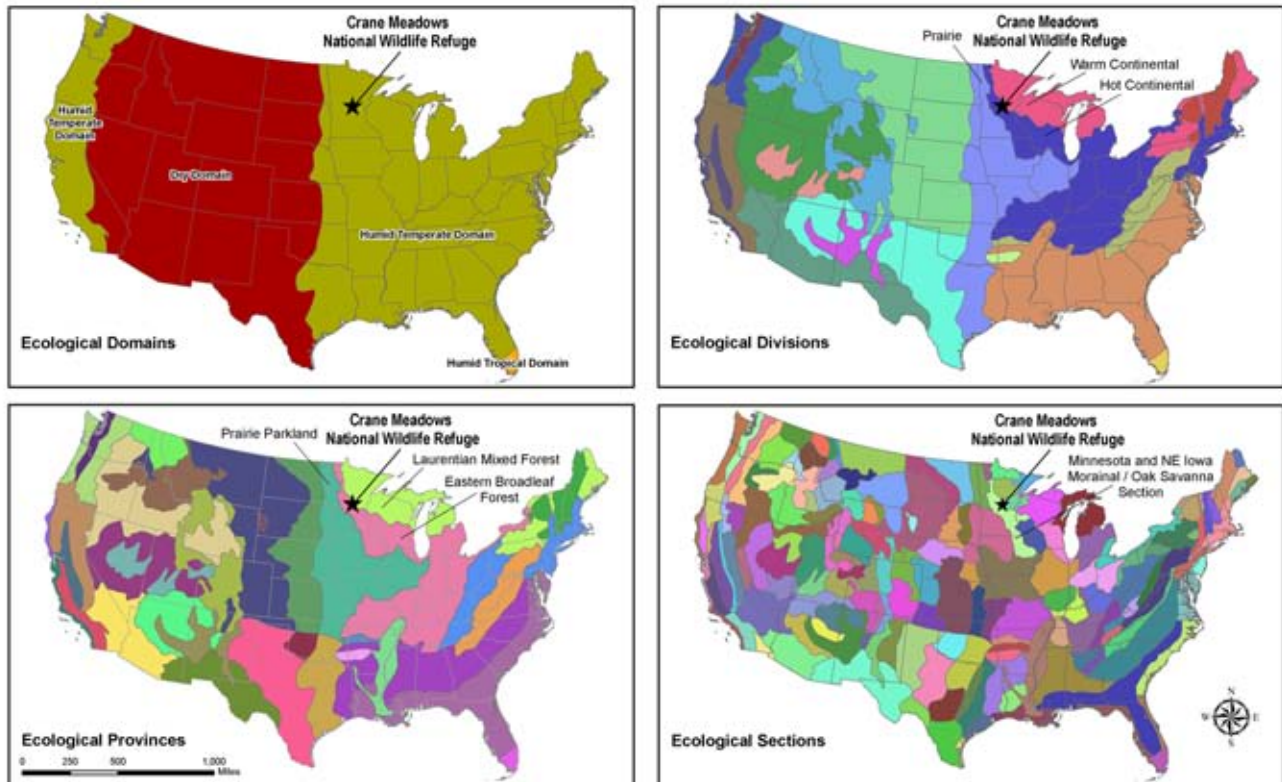 Crane Meadows
National Wildlife Refuge
Humid
Temperate
Domain
Dry Domain
Humid Temperate Domain
Ecological Domains
Humid Tropical Domain
Crane Meadows
National Wildlife Refuge
Prairie
Warm Continental
Hot Continental
Ecological Divisions
Crane Meadows
National Wildlife Refuge
Prairie Parkland
Laurentian Mixed Forest
Eastern Broadleaf
Forest
Ecological Provinces
0 250 500 1,000
Miles
Crane Meadows
National Wildlife Refuge
Minnesota and NE Iowa
Morainal / Oak Savanna
Section
N
W E
S
Ecological Sections